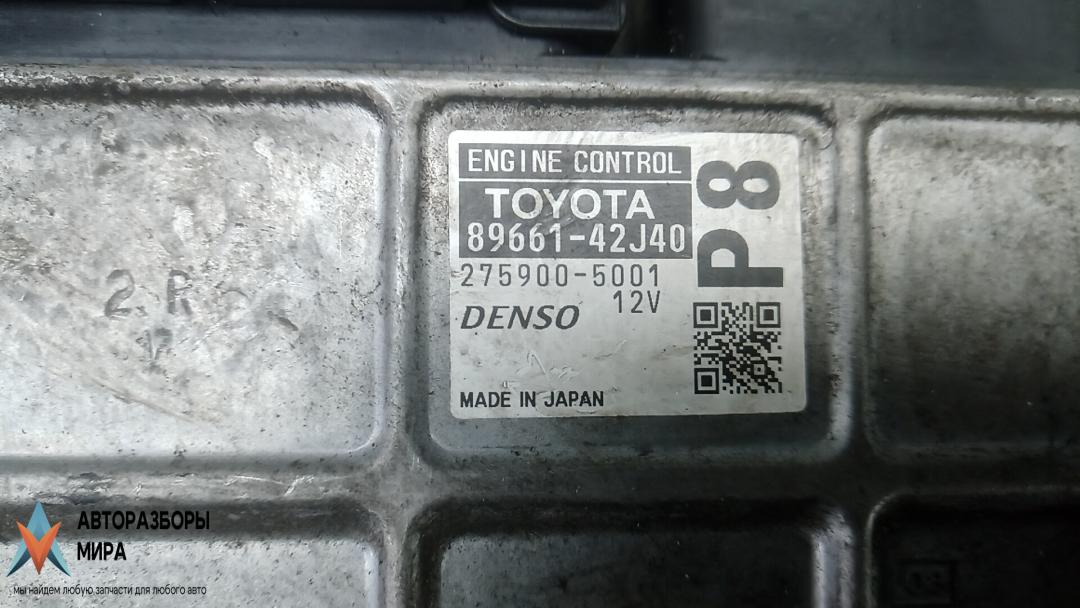 ENGINE CONTROL
TOYOTA
89661-42J40
275900-5001
12V
DENSO
MADE IN JAPAN
P8
2 R
АВТОРАЗБОРЫ
МИРА
мы найдем любую запчасти для любого авто